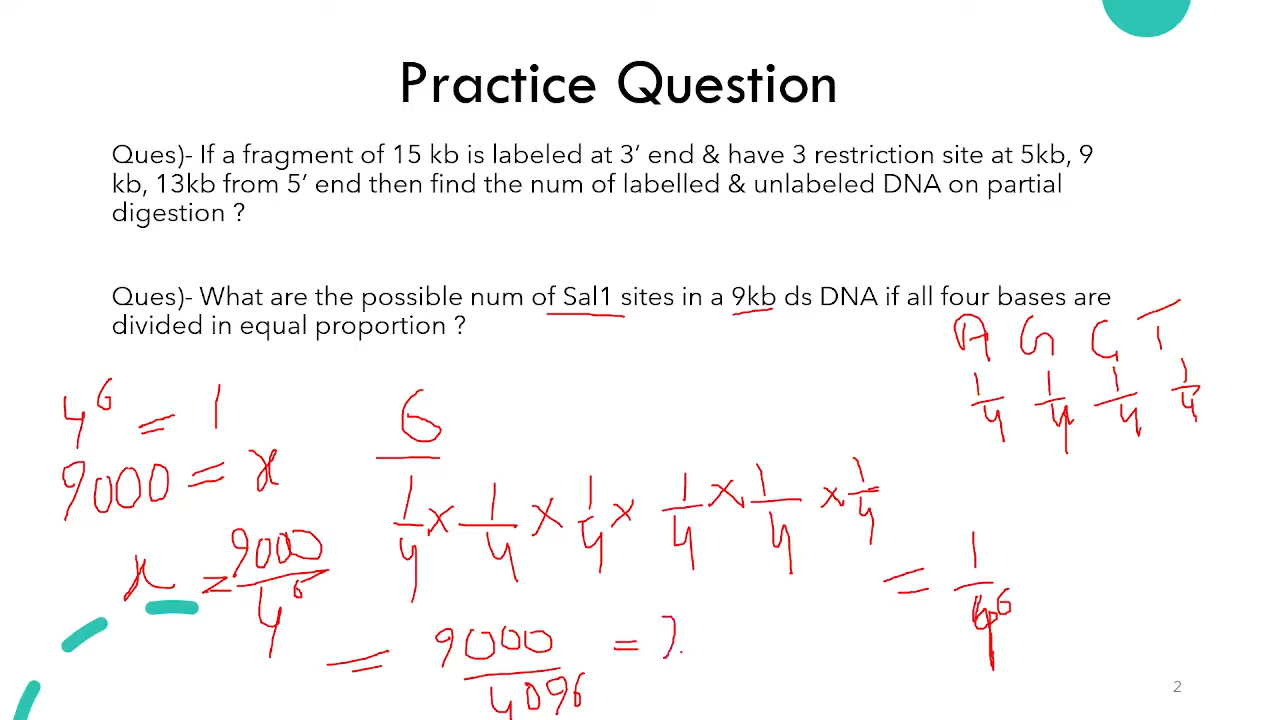 Practice Question
Ques)- If a fragment of 15 kb is labeled at 3‘ end & have 3 restriction site at 5kb, 9
kb, 13kb from 5’ end then find the num of labelled & unlabeled DNA on partial
digestion ?
Ques)- What are the possible num of Sal1 sites in a 9kb ds DNA if all four bases are
divided in equal proportion ?
A G C T
1/4 1/4 1/4 1/4
4^6 = 1
6
9000 = x
1/4 × 1/4 × 1/4 × 1/4 × 1/4 × 1/4
= 1/4^6
x = 9000/4^6
= 9000/4096 =
2